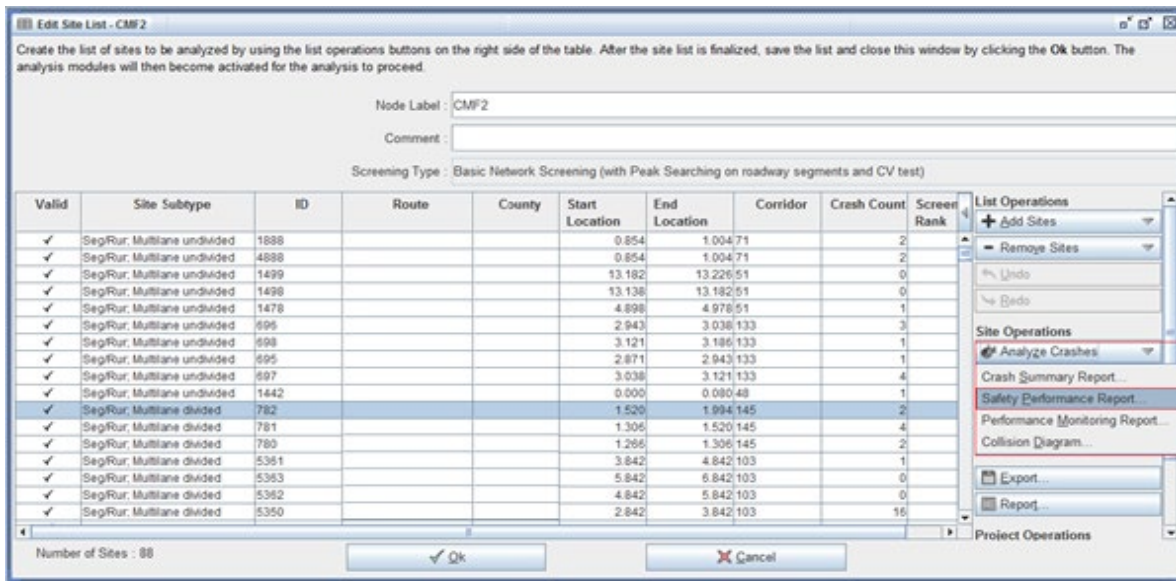 Edit Site List - CMF2
Create the list of sites to be analyzed by using the list operations buttons on the right side of the table. After the site list is finalized, save the list and close this window by clicking the Ok button. The
analysis modules will then become activated for the analysis to proceed.
Node Label : CMF2
Comment :
Screening Type : Basic Network Screening (with Peak Searching on roadway segments and CV test)
Valid Site Subtype ID Route County Start Location End Location Corridor Crash Count Screen Rank
✓ Seg/Rur; Multilane undivided 1888 0.854 1.004 71 2
✓ Seg/Rur; Multilane undivided 4888 0.854 1.004 71 2
✓ Seg/Rur; Multilane undivided 1499 13.182 13.226 51 0
✓ Seg/Rur; Multilane undivided 1498 13.138 13.182 51 0
✓ Seg/Rur; Multilane undivided 1478 4.898 4.978 51 1
✓ Seg/Rur; Multilane undivided 696 2.943 3.038 133 3
✓ Seg/Rur; Multilane undivided 698 3.121 3.186 133 1
✓ Seg/Rur; Multilane undivided 695 2.871 2.943 133 1
✓ Seg/Rur; Multilane undivided 697 3.038 3.121 133 4
✓ Seg/Rur; Multilane undivided 1442 0.000 0.080 48 1
✓ Seg/Rur; Multilane divided 782 1.520 1.994 145 2
✓ Seg/Rur; Multilane divided 781 1.306 1.520 145 4
✓ Seg/Rur; Multilane divided 780 1.266 1.306 145 2
✓ Seg/Rur; Multilane divided 5361 3.842 4.842 103 1
✓ Seg/Rur; Multilane divided 5363 5.842 6.842 103 0
✓ Seg/Rur; Multilane divided 5362 4.842 5.842 103 0
✓ Seg/Rur; Multilane divided 5350 2.842 3.842 103 16
List Operations
Add Sites
Remove Sites
Undo
Redo
Site Operations
Analyze Crashes
Crash Summary Report...
Safety Performance Report...
Performance Monitoring Report...
Collision Diagram...
Export...
Report...
Project Operations
Number of Sites : 88
Ok
Cancel